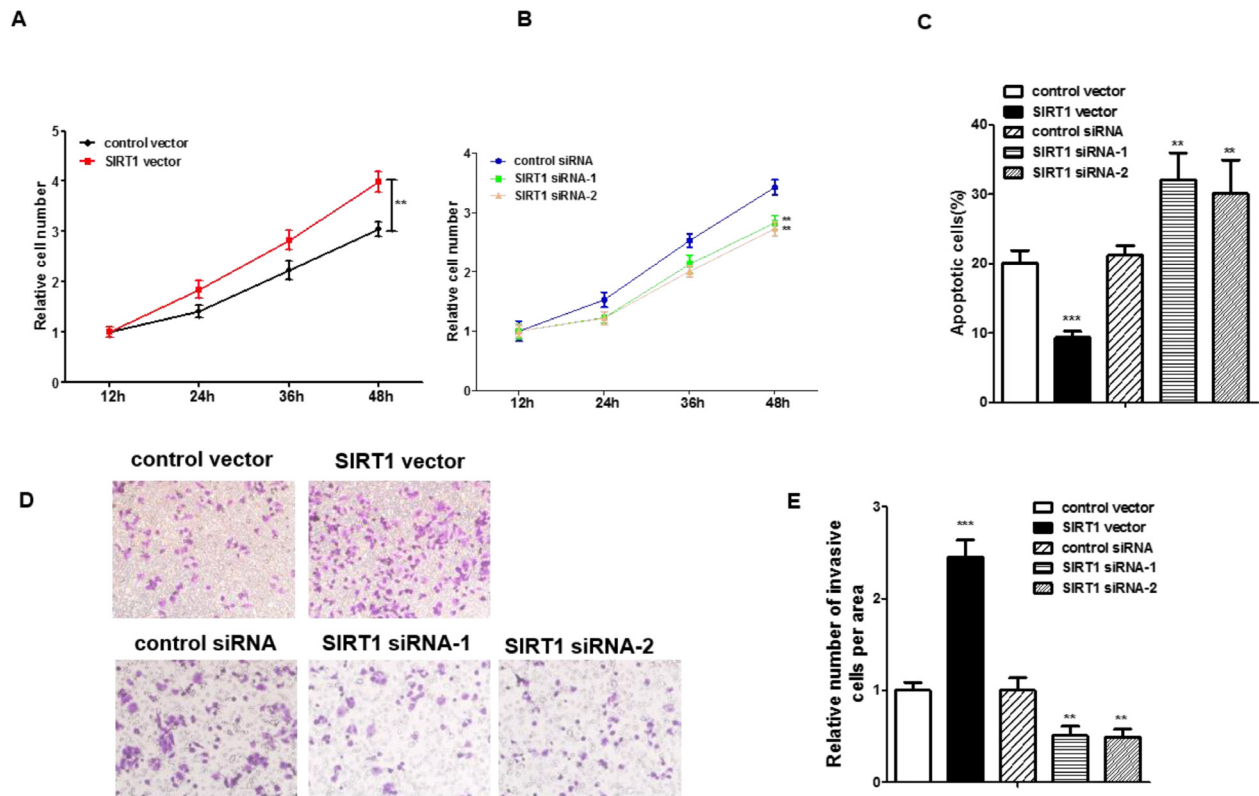 A
Relative cell number
5
4
3
2
1
0
control vector
SIRT1 vector
**
12h
24h
36h
48h
B
Relative cell number
4
3
2
1
0
control siRNA
SIRT1 siRNA-1
SIRT1 siRNA-2
**
**
12h
24h
36h
48h
C
control vector
SIRT1 vector
control siRNA
SIRT1 siRNA-1
SIRT1 siRNA-2
Apoptotic cells(%)
40
30
20
10
0
***
**
**
D
control vector
SIRT1 vector
control siRNA
SIRT1 siRNA-1
SIRT1 siRNA-2
E
Relative number of invasive
cells per area
3
2
1
0
***
**
**
control vector
SIRT1 vector
control siRNA
SIRT1 siRNA-1
SIRT1 siRNA-2